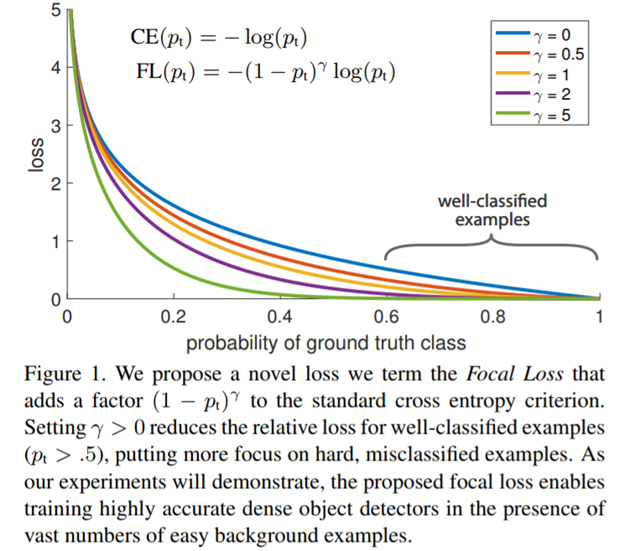 5
4
3
2
1
0
loss
CE(pₜ) = − log(pₜ)
FL(pₜ) = −(1 − pₜ)^γ log(pₜ)
γ = 0
γ = 0.5
γ = 1
γ = 2
γ = 5
well-classified
examples
0 0.2 0.4 0.6 0.8 1
probability of ground truth class
Figure 1. We propose a novel loss we term the Focal Loss that
adds a factor (1 − pₜ)^γ to the standard cross entropy criterion.
Setting γ > 0 reduces the relative loss for well-classified examples
(pₜ > .5), putting more focus on hard, misclassified examples. As
our experiments will demonstrate, the proposed focal loss enables
training highly accurate dense object detectors in the presence of
vast numbers of easy background examples.